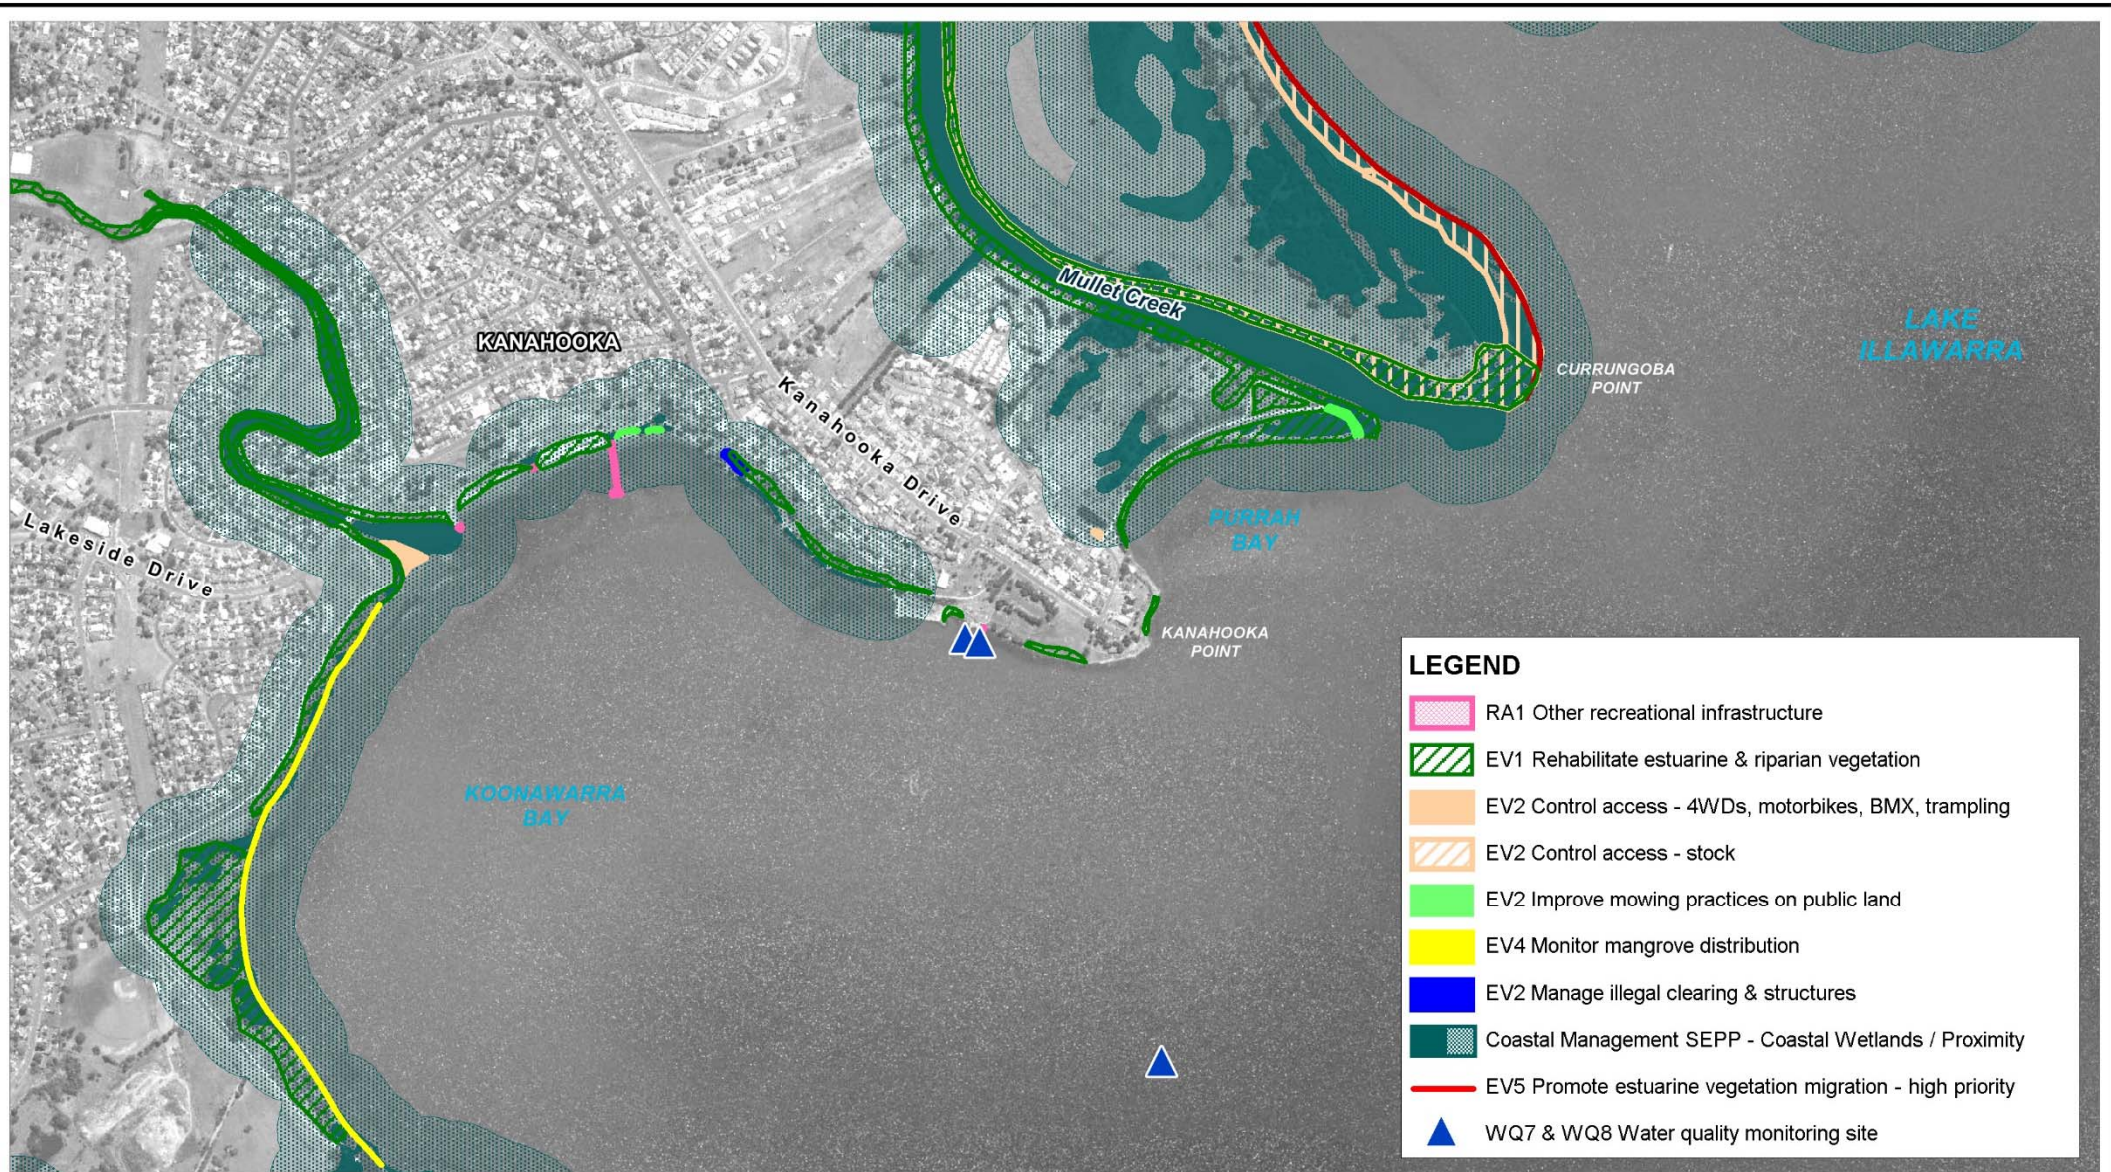 Mullet Creek
KANAHOOKA
LAKE
ILLAWARRA
CURRUNGOBA
POINT
Kanahooka Drive
Lakeside Drive
PURRAH
BAY
KANAHOOKA
POINT
KOONAWARRA
BAY
LEGEND
RA1 Other recreational infrastructure
EV1 Rehabilitate estuarine & riparian vegetation
EV2 Control access - 4WDs, motorbikes, BMX, trampling
EV2 Control access - stock
EV2 Improve mowing practices on public land
EV4 Monitor mangrove distribution
EV2 Manage illegal clearing & structures
Coastal Management SEPP - Coastal Wetlands / Proximity
EV5 Promote estuarine vegetation migration - high priority
WQ7 & WQ8 Water quality monitoring site